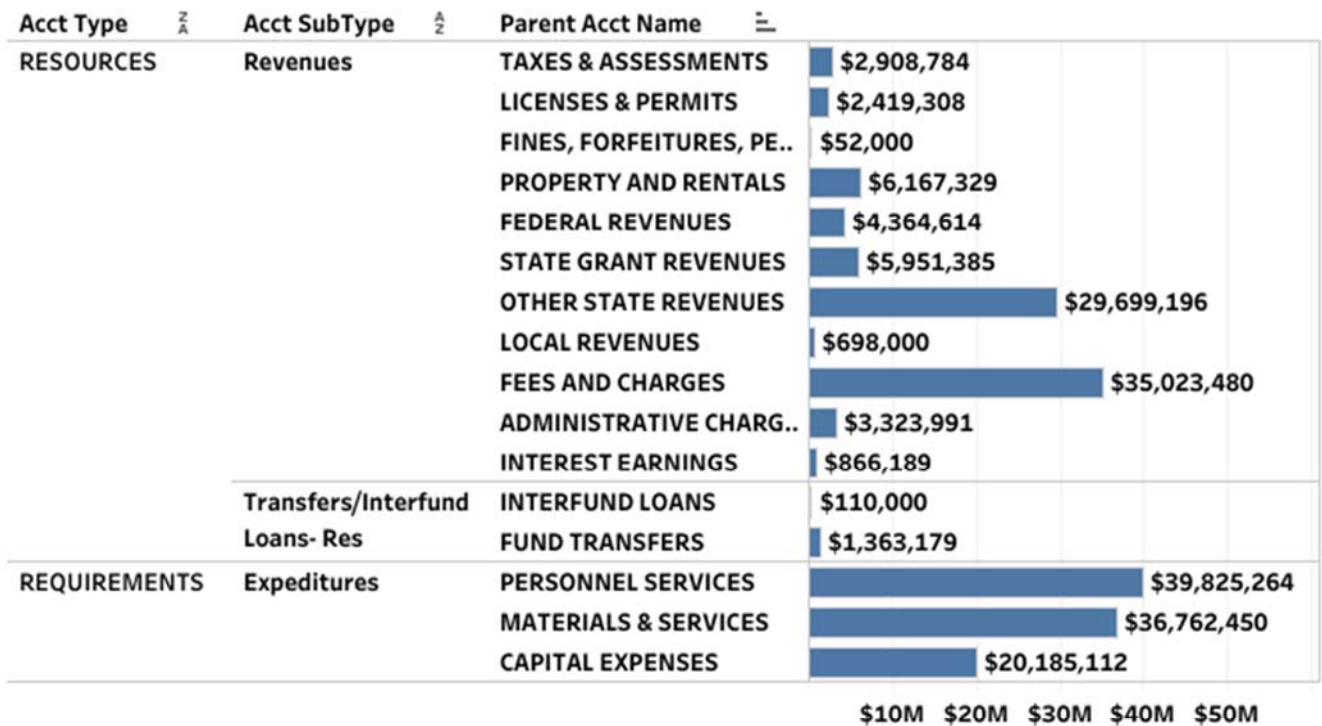 Acct Type Acct SubType Parent Acct Name
RESOURCES Revenues TAXES & ASSESSMENTS $2,908,784
LICENSES & PERMITS $2,419,308
FINES, FORFEITURES, PE.. $52,000
PROPERTY AND RENTALS $6,167,329
FEDERAL REVENUES $4,364,614
STATE GRANT REVENUES $5,951,385
OTHER STATE REVENUES $29,699,196
LOCAL REVENUES $698,000
FEES AND CHARGES $35,023,480
ADMINISTRATIVE CHARG.. $3,323,991
INTEREST EARNINGS $866,189
Transfers/Interfund INTERFUND LOANS $110,000
Loans- Res FUND TRANSFERS $1,363,179
REQUIREMENTS Expeditures PERSONNEL SERVICES $39,825,264
MATERIALS & SERVICES $36,762,450
CAPITAL EXPENSES $20,185,112
$10M $20M $30M $40M $50M